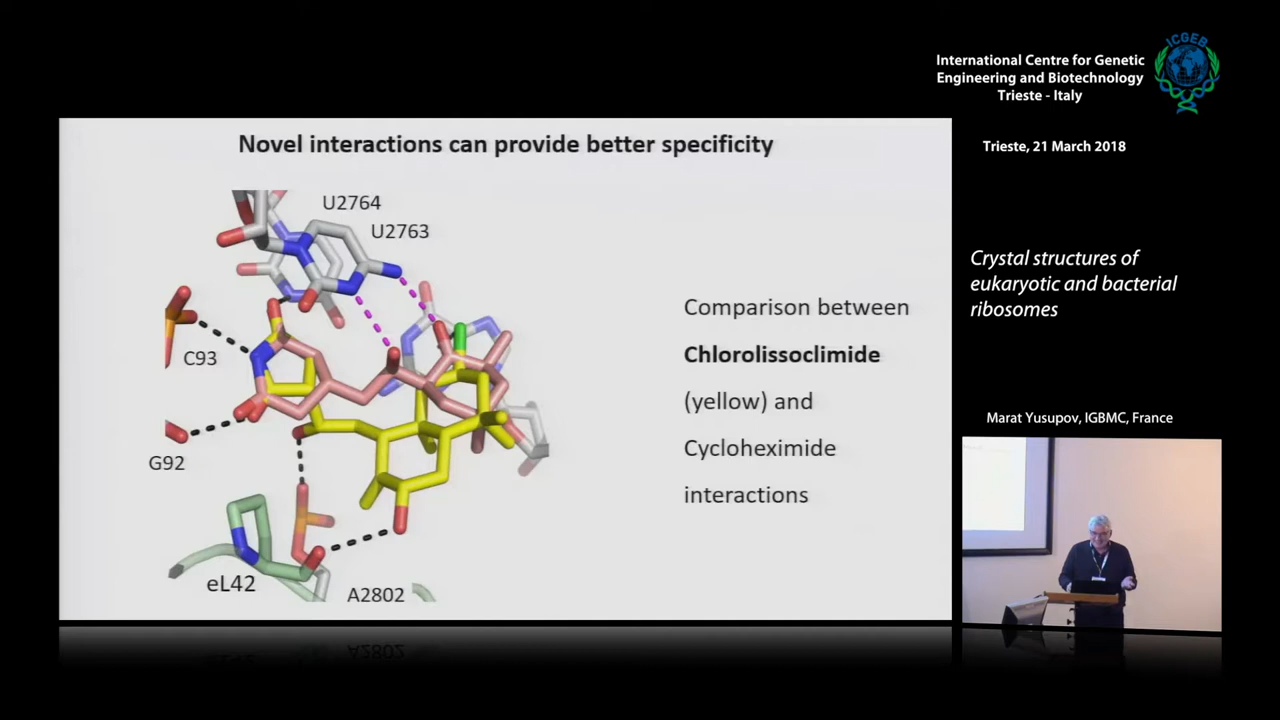 ICGEB
International Centre for Genetic
Engineering and Biotechnology
Trieste - Italy
Trieste, 21 March 2018
Novel interactions can provide better specificity
U2764
U2763
C93
G92
eL42
A2802
Comparison between
Chlorolissoclimide
(yellow) and
Cycloheximide
interactions
Crystal structures of
eukaryotic and bacterial
ribosomes
Marat Yusupov, IGBMC, France